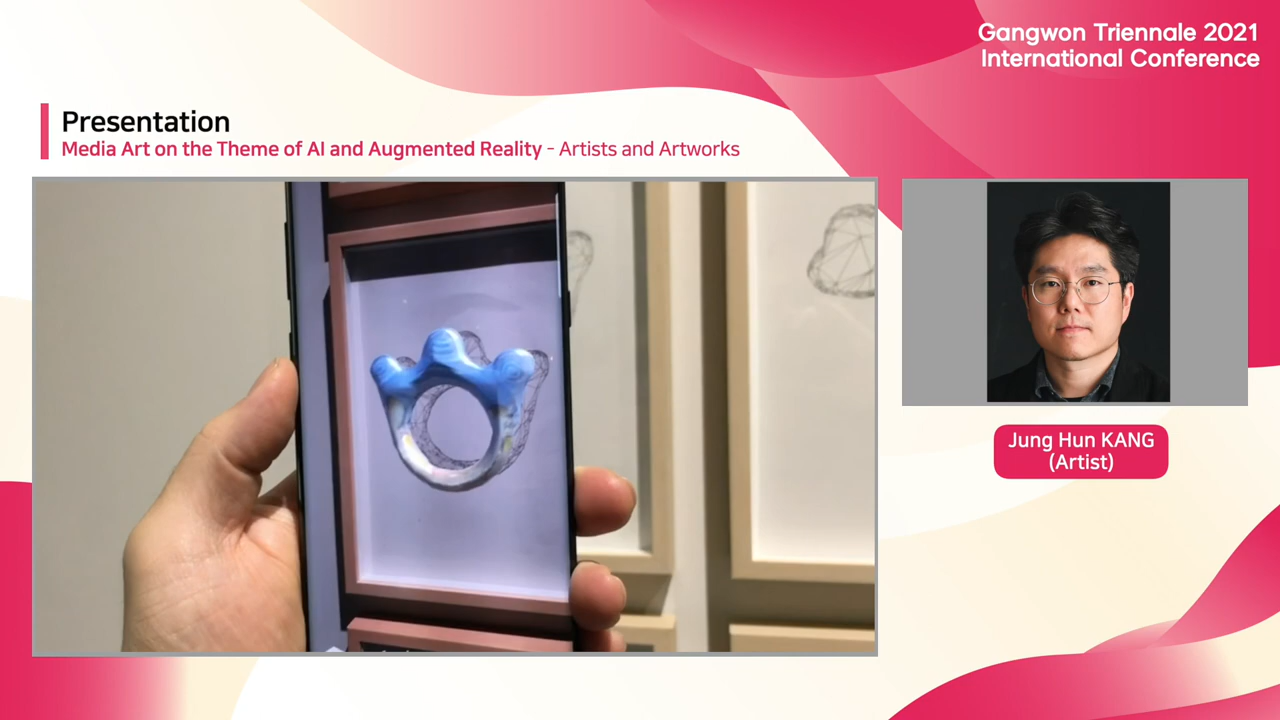 Gangwon Triennale 2021
International Conference
Presentation
Media Art on the Theme of AI and Augmented Reality - Artists and Artworks
Jung Hun KANG
(Artist)